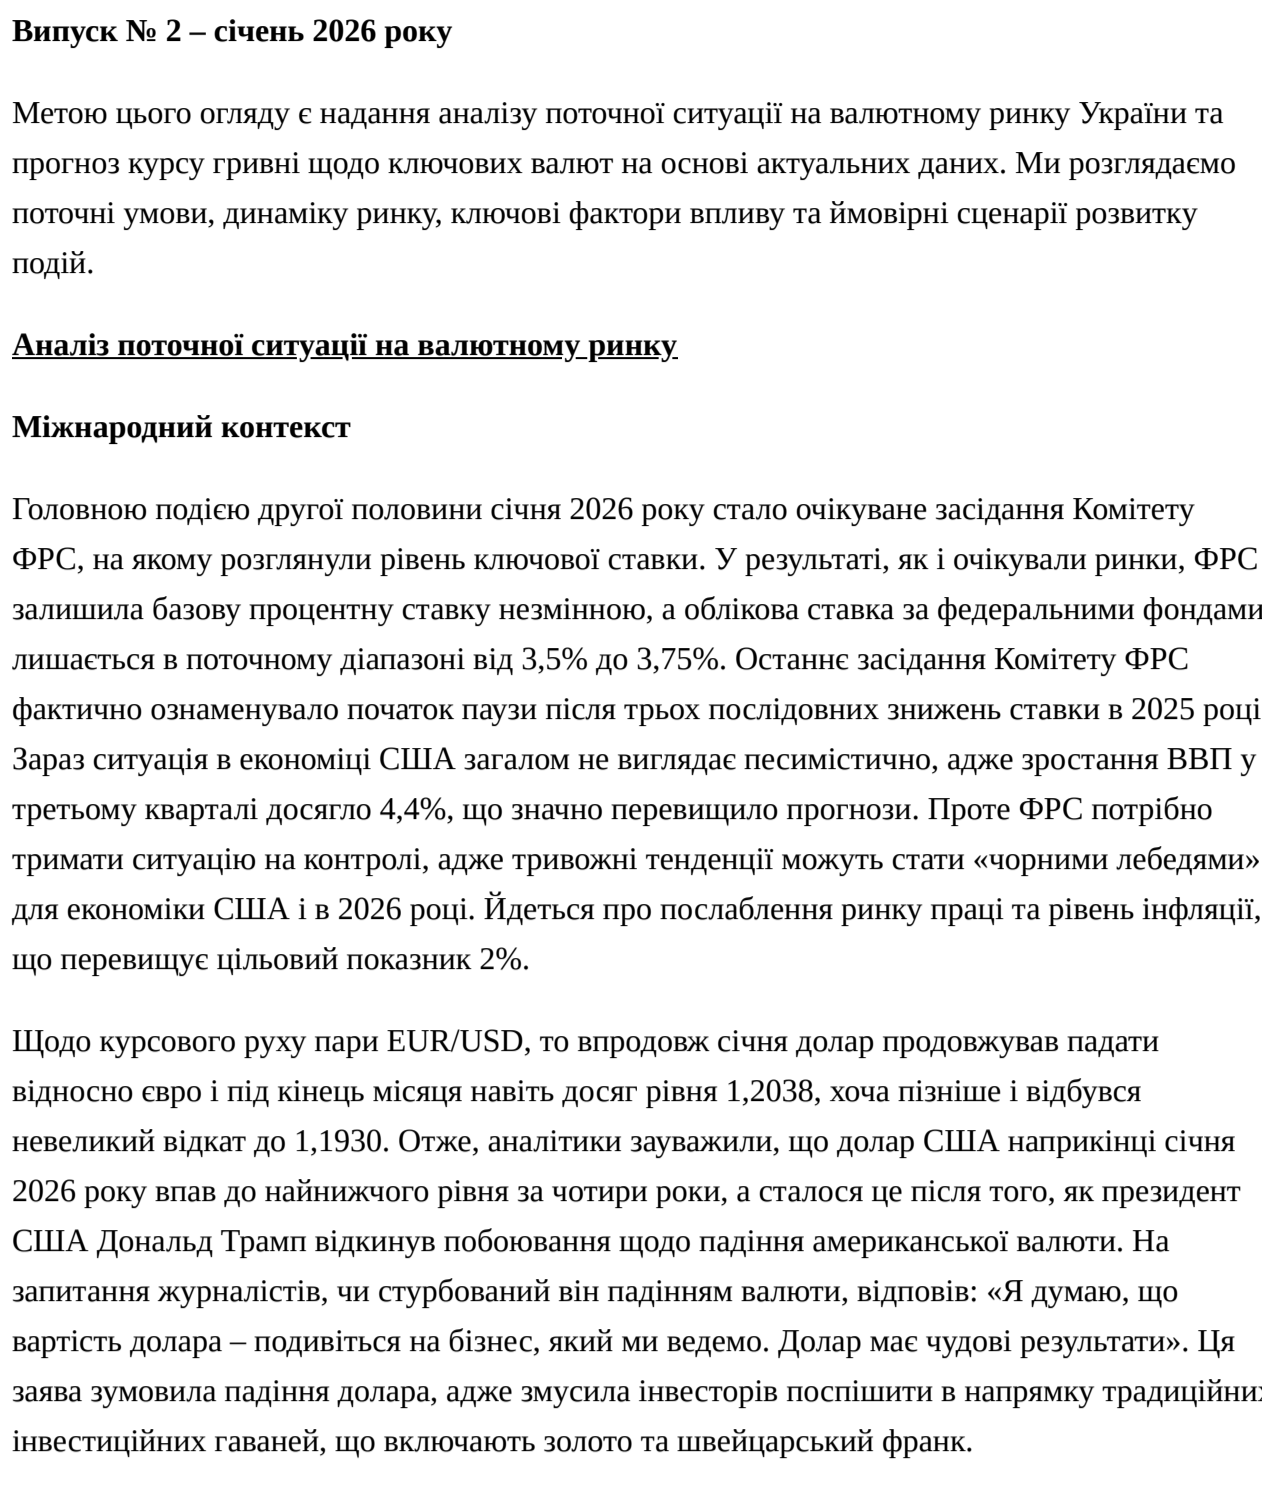 Випуск № 2 – січень 2026 року
Метою цього огляду є надання аналізу поточної ситуації на валютному ринку України та
прогноз курсу гривні щодо ключових валют на основі актуальних даних. Ми розглядаємо
поточні умови, динаміку ринку, ключові фактори впливу та ймовірні сценарії розвитку
подій.
Аналіз поточної ситуації на валютному ринку
Міжнародний контекст
Головною подією другої половини січня 2026 року стало очікуване засідання Комітету
ФРС, на якому розглянули рівень ключової ставки. У результаті, як і очікували ринки, ФРС
залишила базову процентну ставку незмінною, а облікова ставка за федеральними фондами
лишається в поточному діапазоні від 3,5% до 3,75%. Останнє засідання Комітету ФРС
фактично ознаменувало початок паузи після трьох послідовних знижень ставки в 2025 році
Зараз ситуація в економіці США загалом не виглядає песимістично, адже зростання ВВП у
третьому кварталі досягло 4,4%, що значно перевищило прогнози. Проте ФРС потрібно
тримати ситуацію на контролі, адже тривожні тенденції можуть стати «чорними лебедями»
для економіки США і в 2026 році. Йдеться про послаблення ринку праці та рівень інфляції,
що перевищує цільовий показник 2%.
Щодо курсового руху пари EUR/USD, то впродовж січня долар продовжував падати
відносно євро і під кінець місяця навіть досяг рівня 1,2038, хоча пізніше і відбувся
невеликий відкат до 1,1930. Отже, аналітики зауважили, що долар США наприкінці січня
2026 року впав до найнижчого рівня за чотири роки, а сталося це після того, як президент
США Дональд Трамп відкинув побоювання щодо падіння американської валюти. На
запитання журналістів, чи стурбований він падінням валюти, відповів: «Я думаю, що
вартість долара – подивіться на бізнес, який ми ведемо. Долар має чудові результати». Ця
заява зумовила падіння долара, адже змусила інвесторів поспішити в напрямку традиційних
інвестиційних гаваней, що включають золото та швейцарський франк.